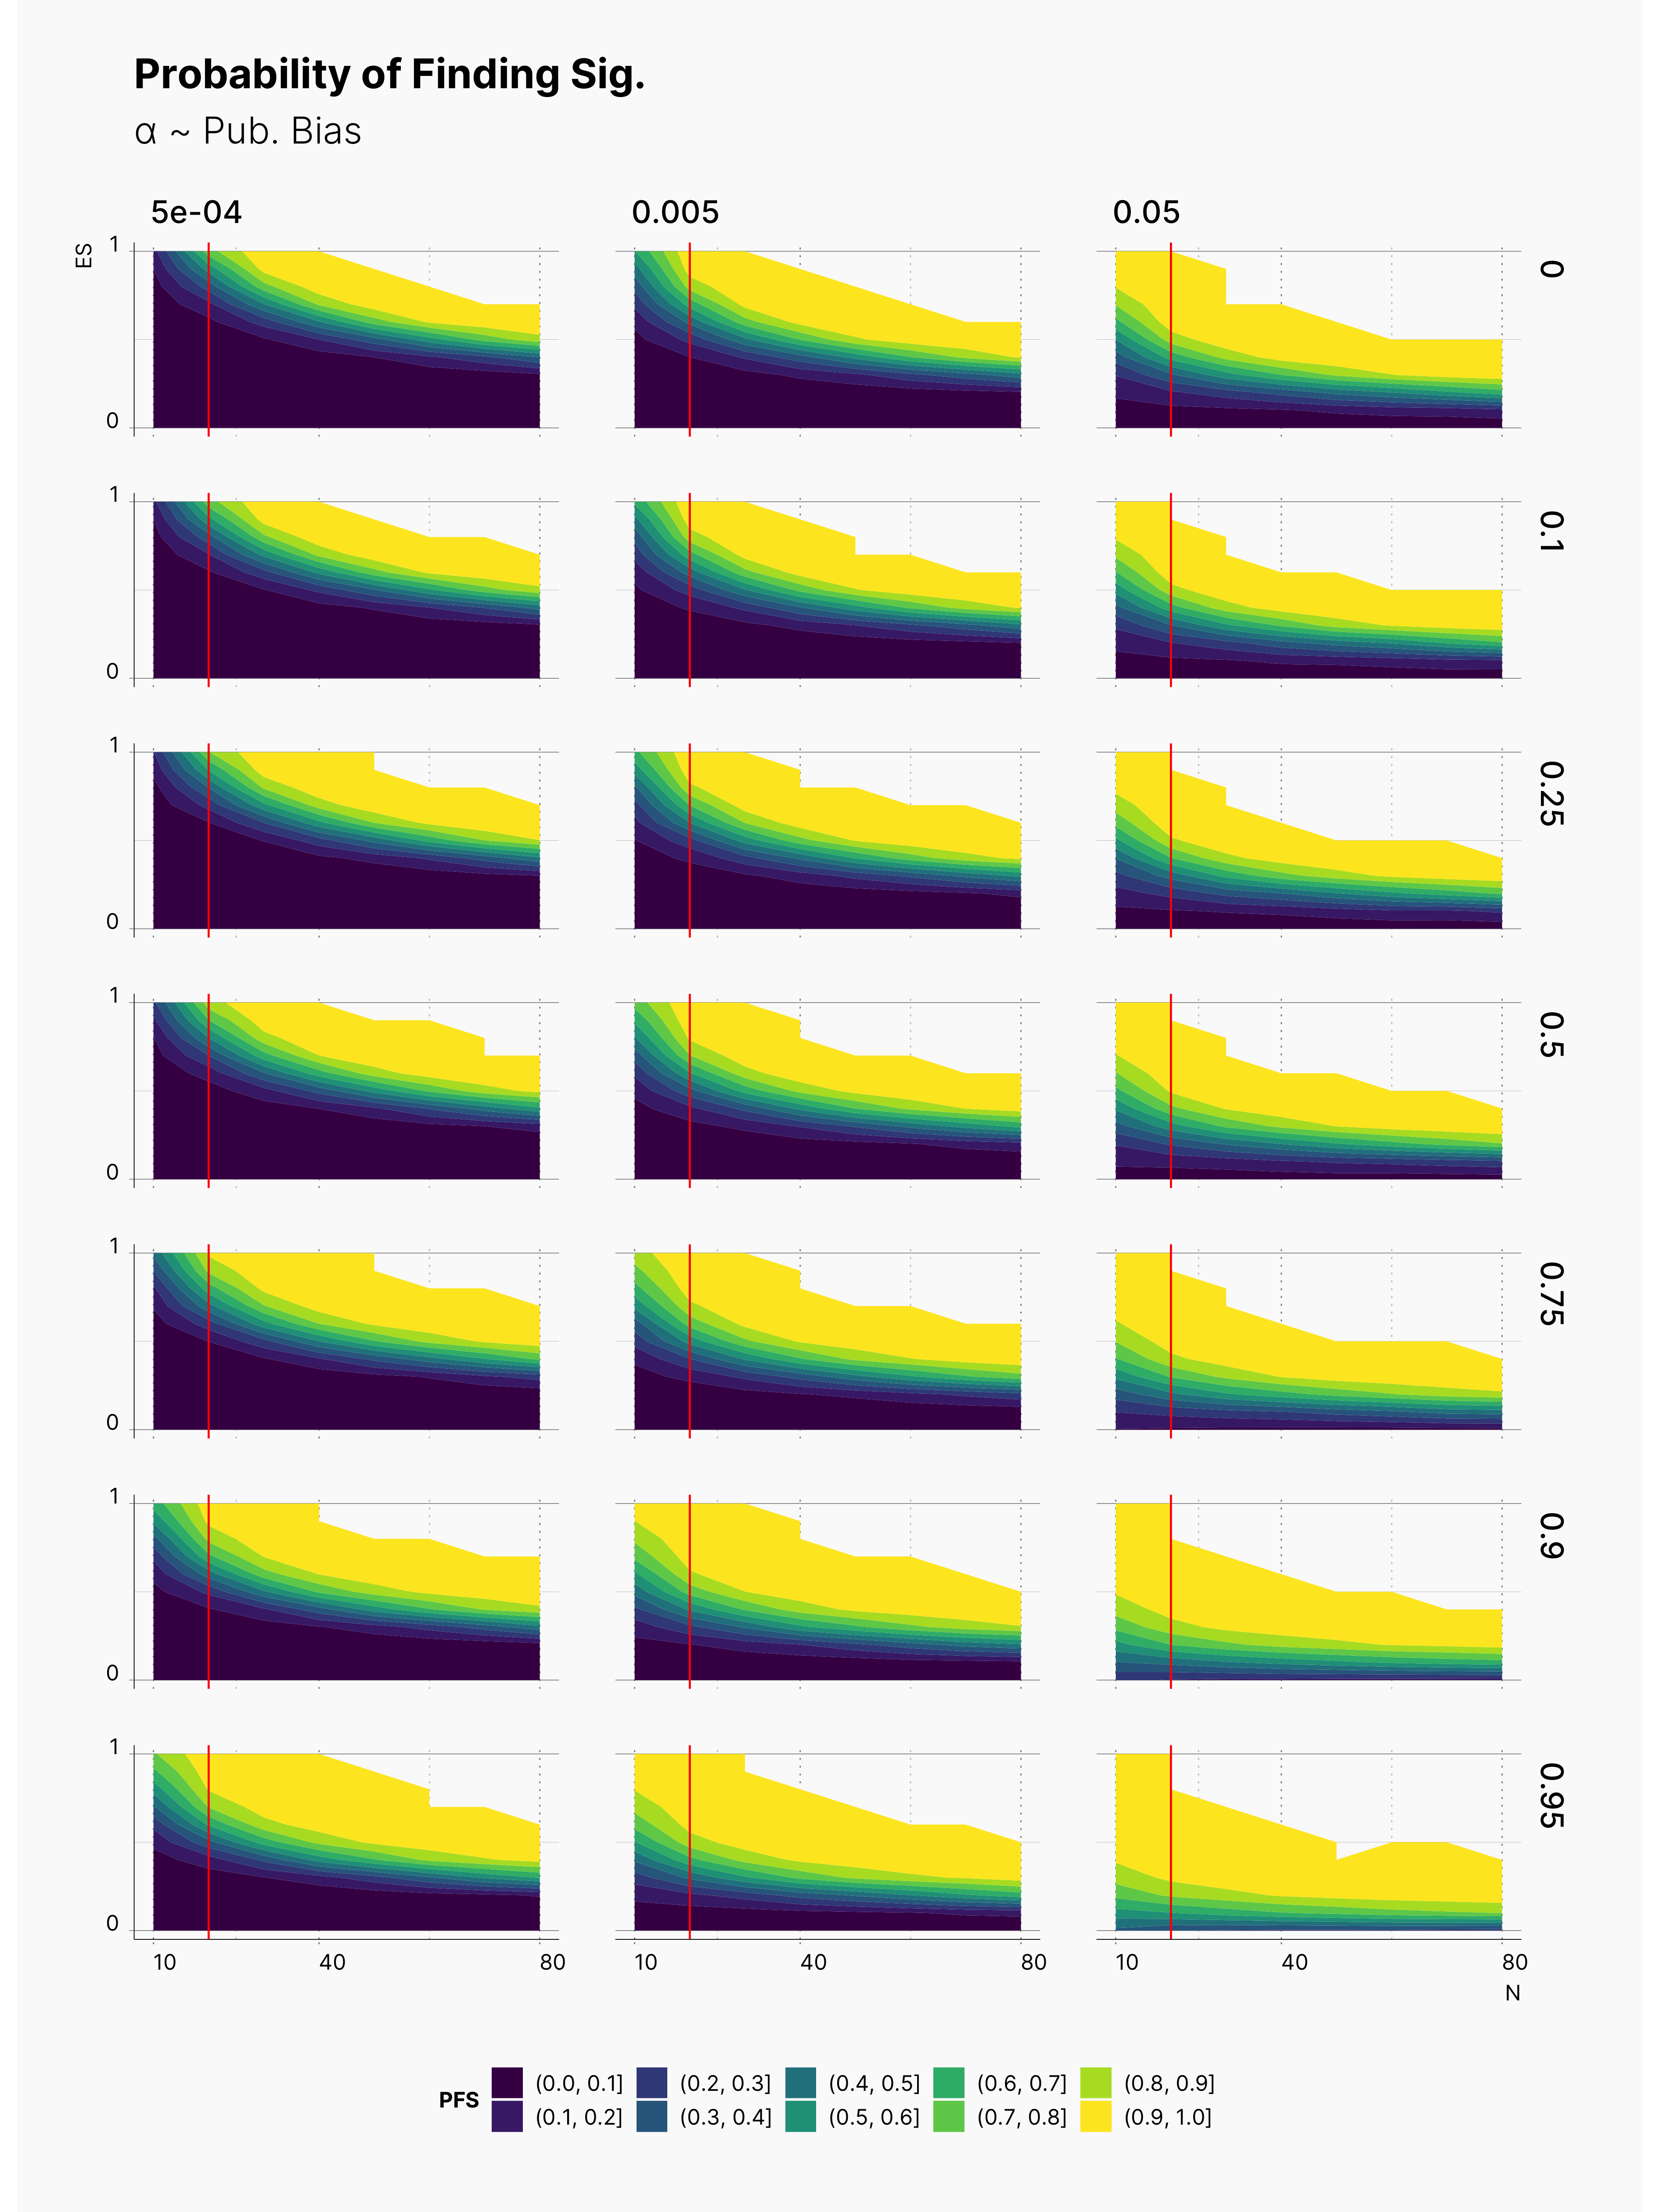 Probability of Finding Sig.
α ~ Pub. Bias
5e-04 0.005 0.05
ES 1 0
0
1 0.1
0
1 0.25
0
1 0.5
0
1 0.75
0
1 0.9
0
1 0.95
0
10 40 80 10 40 80 10 40 80
N
PFS (0.0, 0.1] (0.2, 0.3] (0.4, 0.5] (0.6, 0.7] (0.8, 0.9]
(0.1, 0.2] (0.3, 0.4] (0.5, 0.6] (0.7, 0.8] (0.9, 1.0]